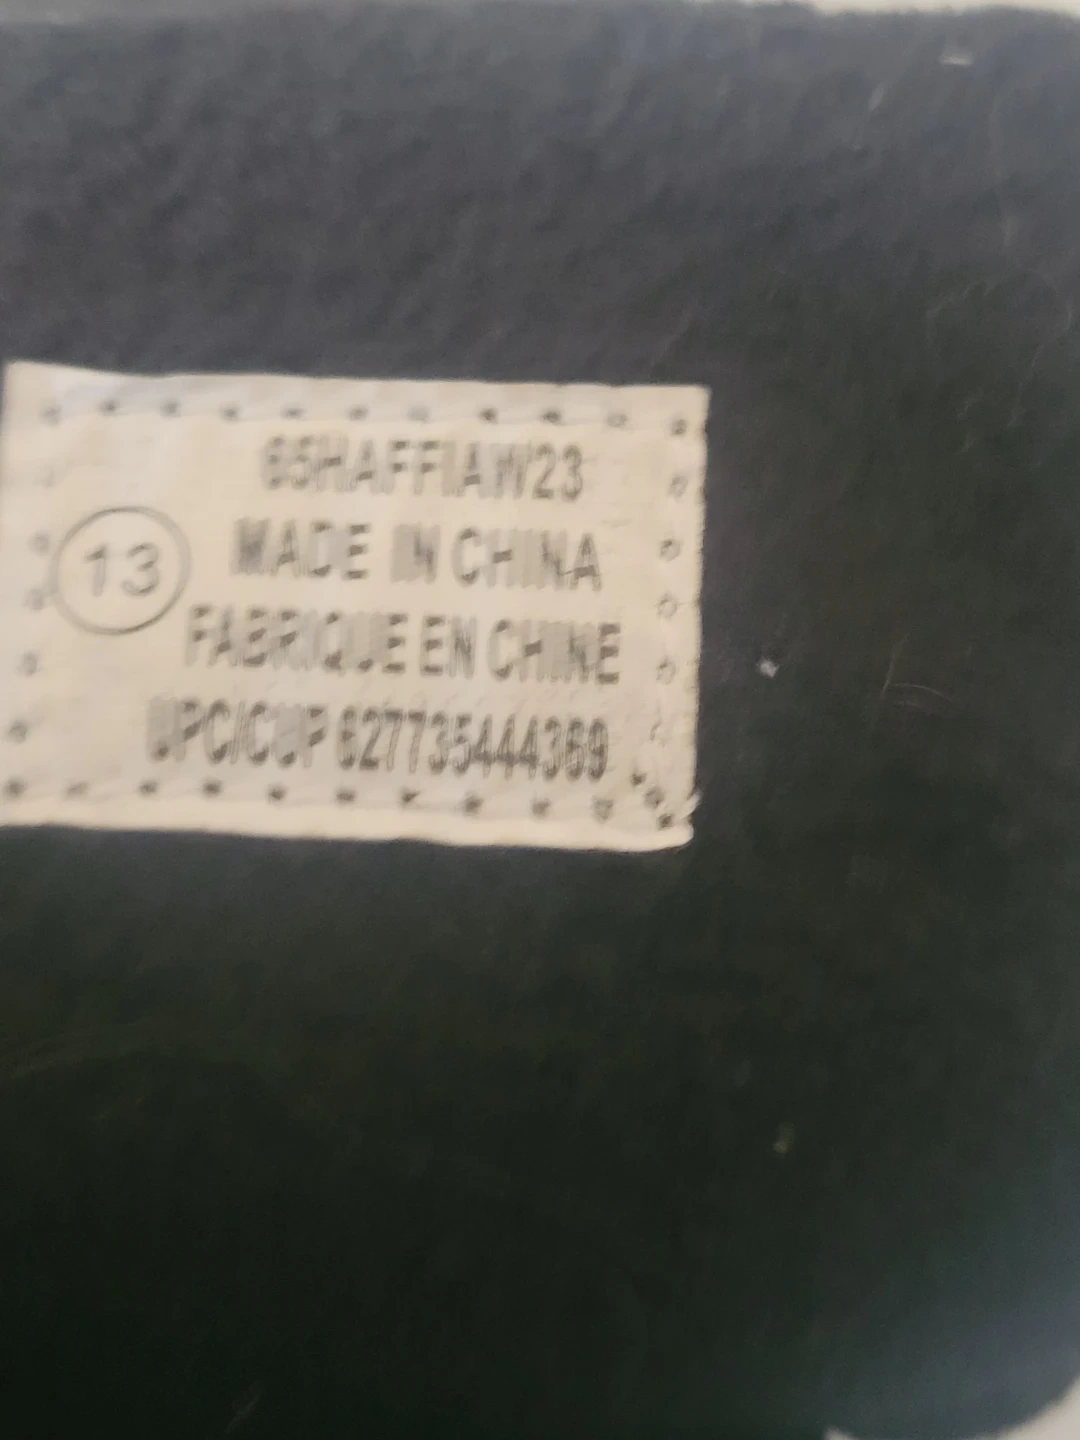 65HAFFIAW23
13
MADE IN CHINA
FABRIQUE EN CHINE
UPC/CUP 627735444369